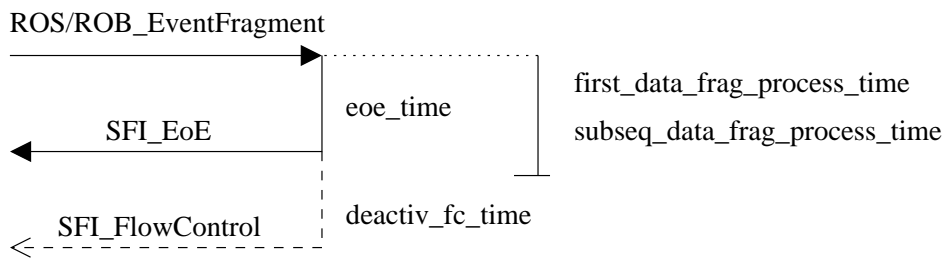 ROS/ROB_EventFragment
first_data_frag_process_time
eoe_time
SFI_EoE
subseq_data_frag_process_time
deactiv_fc_time
SFI_FlowControl